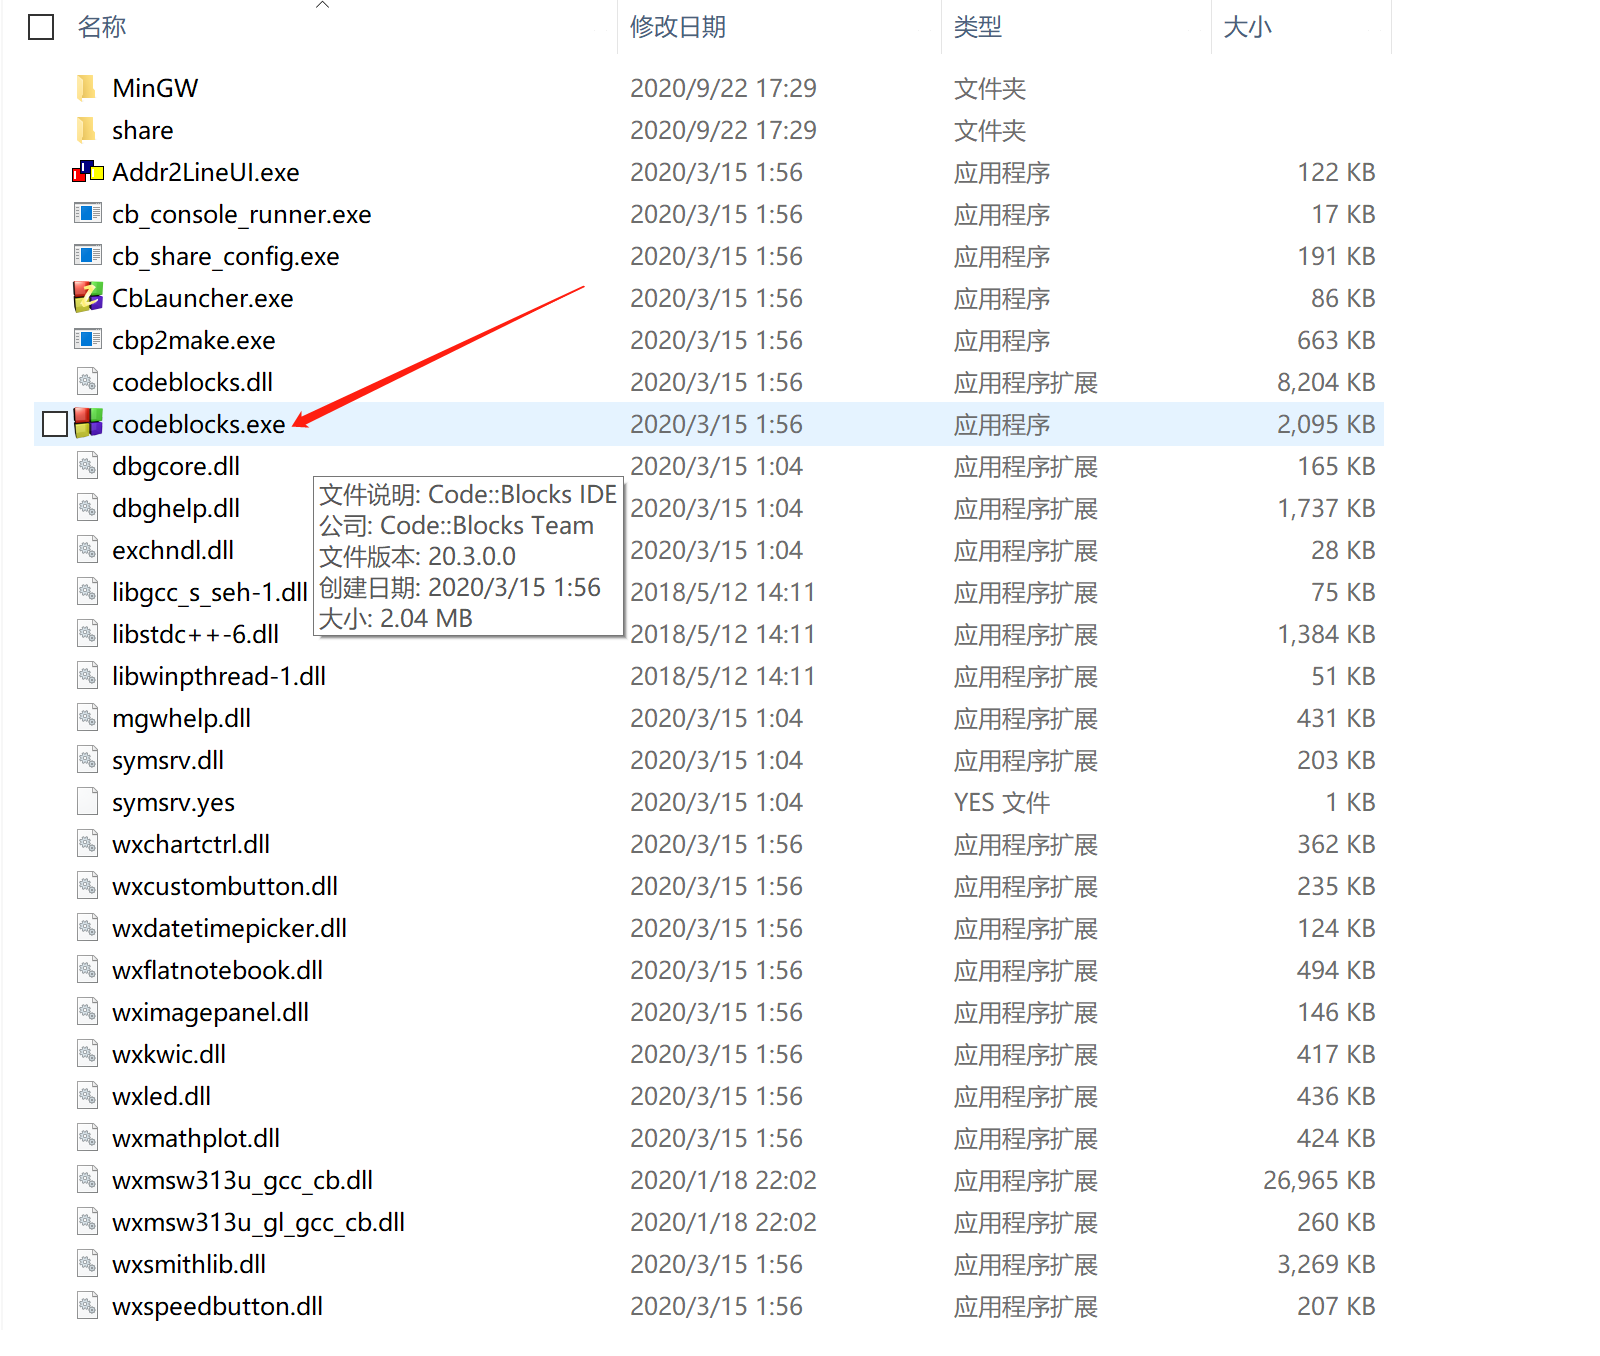 名称 修改日期 类型 大小
MinGW 2020/9/22 17:29 文件夹
share 2020/9/22 17:29 文件夹
Addr2LineUI.exe 2020/3/15 1:56 应用程序 122 KB
cb_console_runner.exe 2020/3/15 1:56 应用程序 17 KB
cb_share_config.exe 2020/3/15 1:56 应用程序 191 KB
CbLauncher.exe 2020/3/15 1:56 应用程序 86 KB
cbp2make.exe 2020/3/15 1:56 应用程序 663 KB
codeblocks.dll 2020/3/15 1:56 应用程序扩展 8,204 KB
codeblocks.exe 2020/3/15 1:56 应用程序 2,095 KB
dbgcore.dll 2020/3/15 1:04 应用程序扩展 165 KB
dbghelp.dll 2020/3/15 1:04 应用程序扩展 1,737 KB
exchndl.dll 2020/3/15 1:04 应用程序扩展 28 KB
libgcc_s_seh-1.dll 2018/5/12 14:11 应用程序扩展 75 KB
libstdc++-6.dll 2018/5/12 14:11 应用程序扩展 1,384 KB
libwinpthread-1.dll 2018/5/12 14:11 应用程序扩展 51 KB
mgwhelp.dll 2020/3/15 1:04 应用程序扩展 431 KB
symsrv.dll 2020/3/15 1:04 应用程序扩展 203 KB
symsrv.yes 2020/3/15 1:04 YES 文件 1 KB
wxchartctrl.dll 2020/3/15 1:56 应用程序扩展 362 KB
wxcustombutton.dll 2020/3/15 1:56 应用程序扩展 235 KB
wxdatetimepicker.dll 2020/3/15 1:56 应用程序扩展 124 KB
wxflatnotebook.dll 2020/3/15 1:56 应用程序扩展 494 KB
wximagepanel.dll 2020/3/15 1:56 应用程序扩展 146 KB
wxkwic.dll 2020/3/15 1:56 应用程序扩展 417 KB
wxled.dll 2020/3/15 1:56 应用程序扩展 436 KB
wxmathplot.dll 2020/3/15 1:56 应用程序扩展 424 KB
wxmsw313u_gcc_cb.dll 2020/1/18 22:02 应用程序扩展 26,965 KB
wxmsw313u_gl_gcc_cb.dll 2020/1/18 22:02 应用程序扩展 260 KB
wxsmithlib.dll 2020/3/15 1:56 应用程序扩展 3,269 KB
wxspeedbutton.dll 2020/3/15 1:56 应用程序扩展 207 KB
文件说明: Code::Blocks IDE
公司: Code::Blocks Team
文件版本: 20.3.0.0
创建日期: 2020/3/15 1:56
大小: 2.04 MB